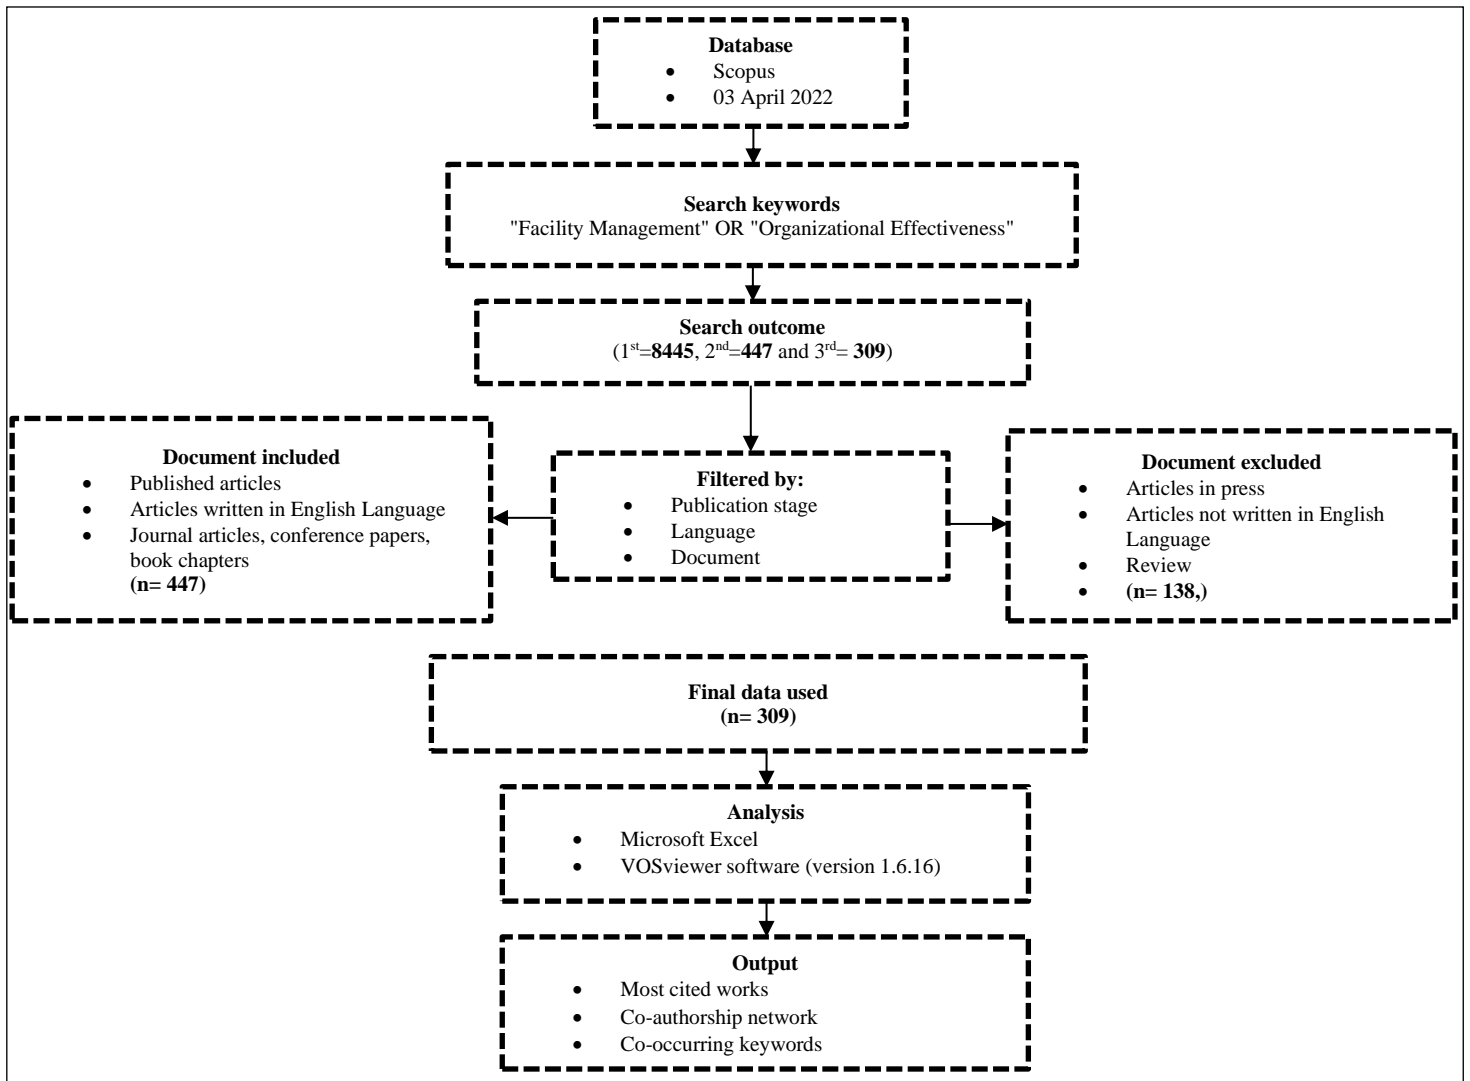 Database
• Scopus
• 03 April 2022
Search keywords
"Facility Management" OR "Organizational Effectiveness"
Search outcome
(1st=8445, 2nd=447 and 3rd= 309)
Document included
• Published articles
• Articles written in English Language
• Journal articles, conference papers,
book chapters
(n= 447)
Filtered by:
• Publication stage
• Language
• Document
Document excluded
• Articles in press
• Articles not written in English
Language
• Review
• (n= 138,)
Final data used
(n= 309)
Analysis
• Microsoft Excel
• VOSviewer software (version 1.6.16)
Output
• Most cited works
• Co-authorship network
• Co-occurring keywords